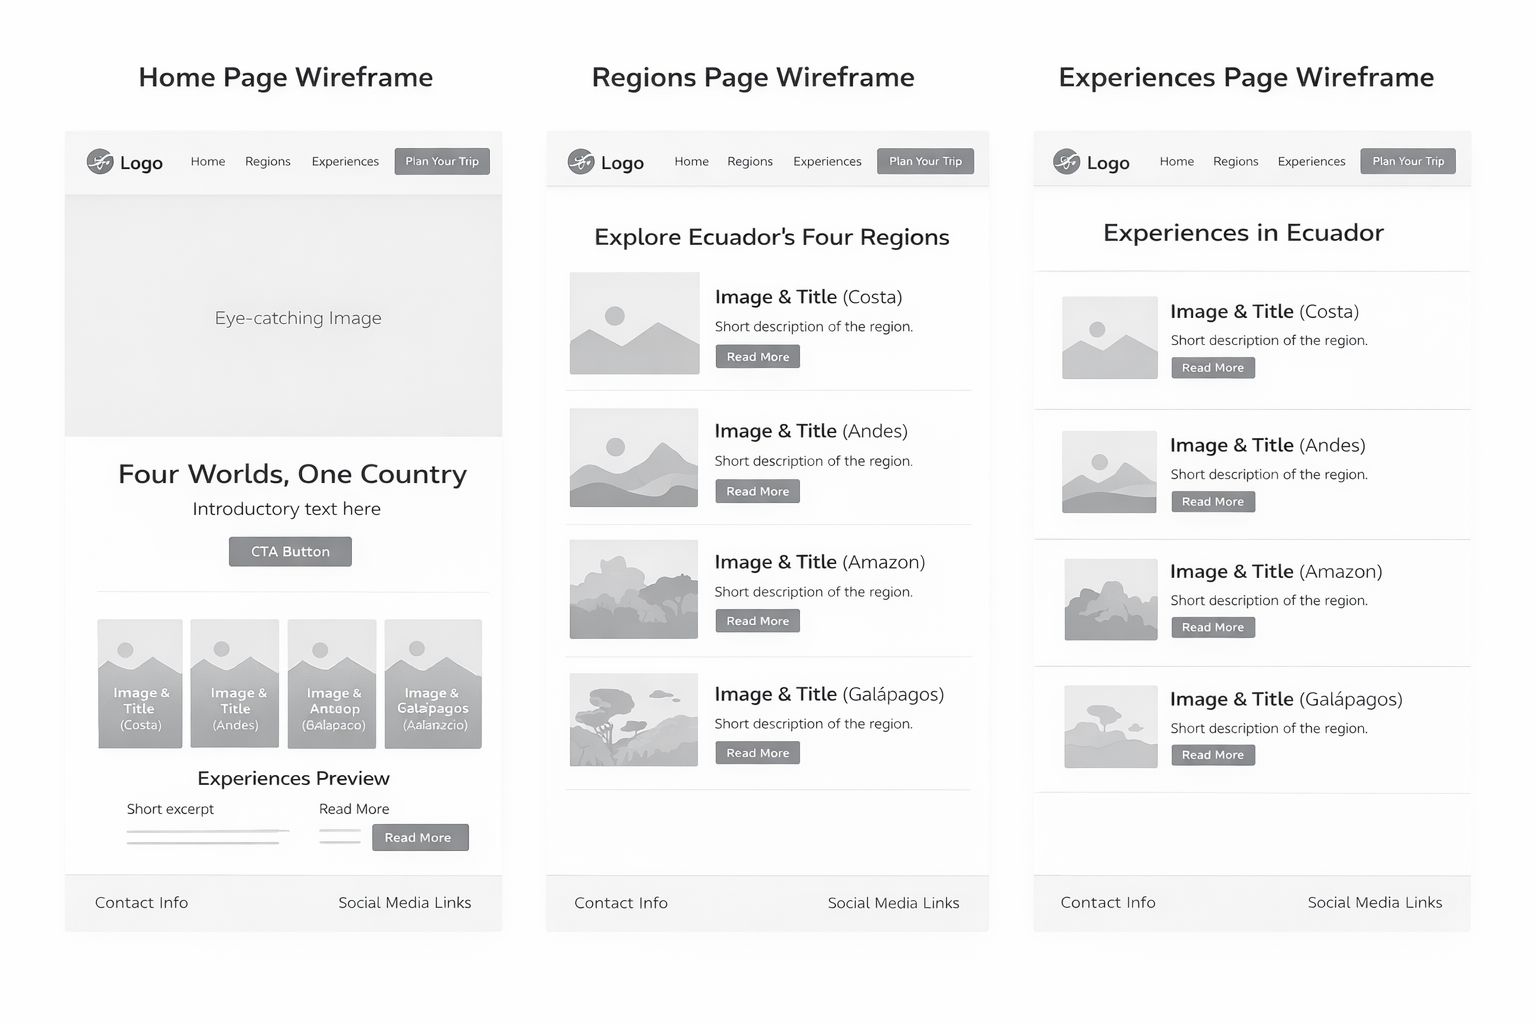 Home Page Wireframe
Logo
Home Regions Experiences Plan Your Trip
Eye-catching Image
Four Worlds, One Country
Introductory text here
CTA Button
Image &
Title
(Costa)
Image &
Title
(Andes)
Image &
Antoop
Image &
Galápagos
Experiences Preview
Short excerpt
Read More
Read More
Contact Info
Social Media Links
Regions Page Wireframe
Logo
Home Regions Experiences Plan Your Trip
Explore Ecuador's Four Regions
Image & Title (Costa)
Short description of the region.
Read More
Image & Title (Andes)
Short description of the region.
Read More
Image & Title (Amazon)
Short description of the region.
Read More
Image & Title (Galápagos)
Short description of the region.
Read More
Contact Info
Social Media Links
Experiences Page Wireframe
Logo
Home Regions Experiences Plan Your Trip
Experiences in Ecuador
Image & Title (Costa)
Short description of the region.
Read More
Image & Title (Andes)
Short description of the region.
Read More
Image & Title (Amazon)
Short description of the region.
Read More
Image & Title (Galápagos)
Short description of the region.
Read More
Contact Info
Social Media Links